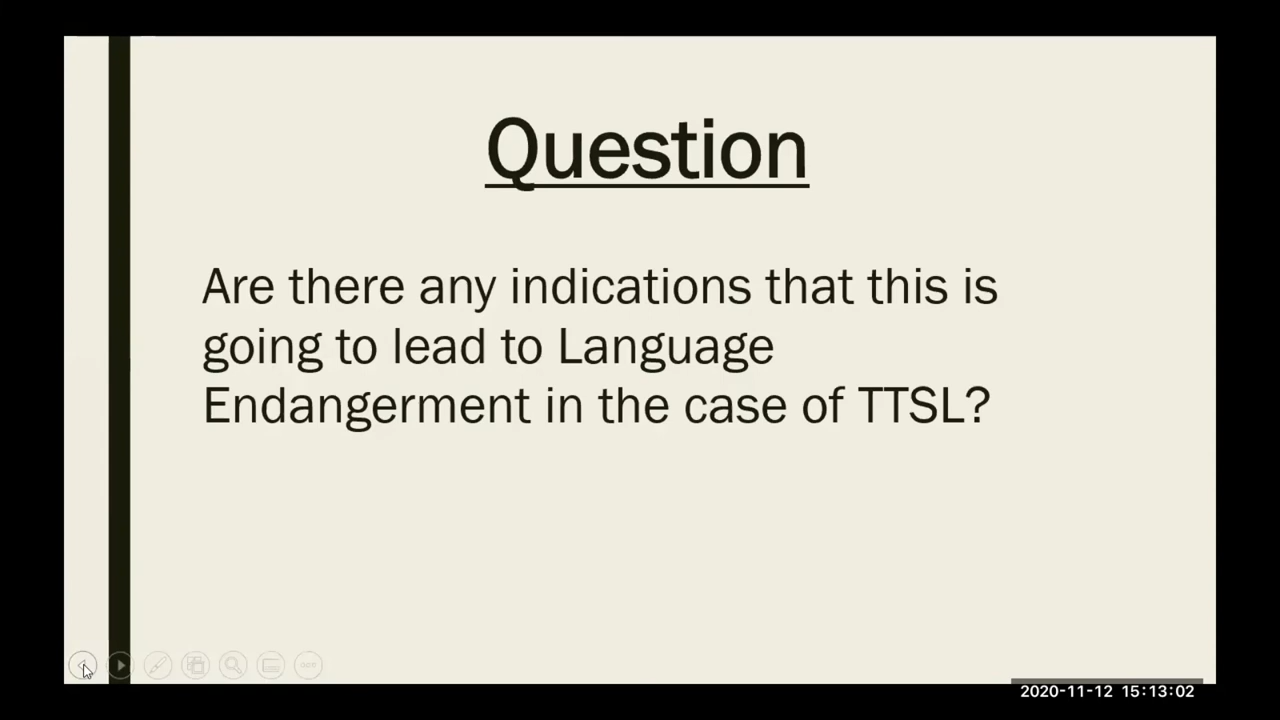 Question
Are there any indications that this is
going to lead to Language
Endangerment in the case of TTSL?
2020-11-12 15:13:02